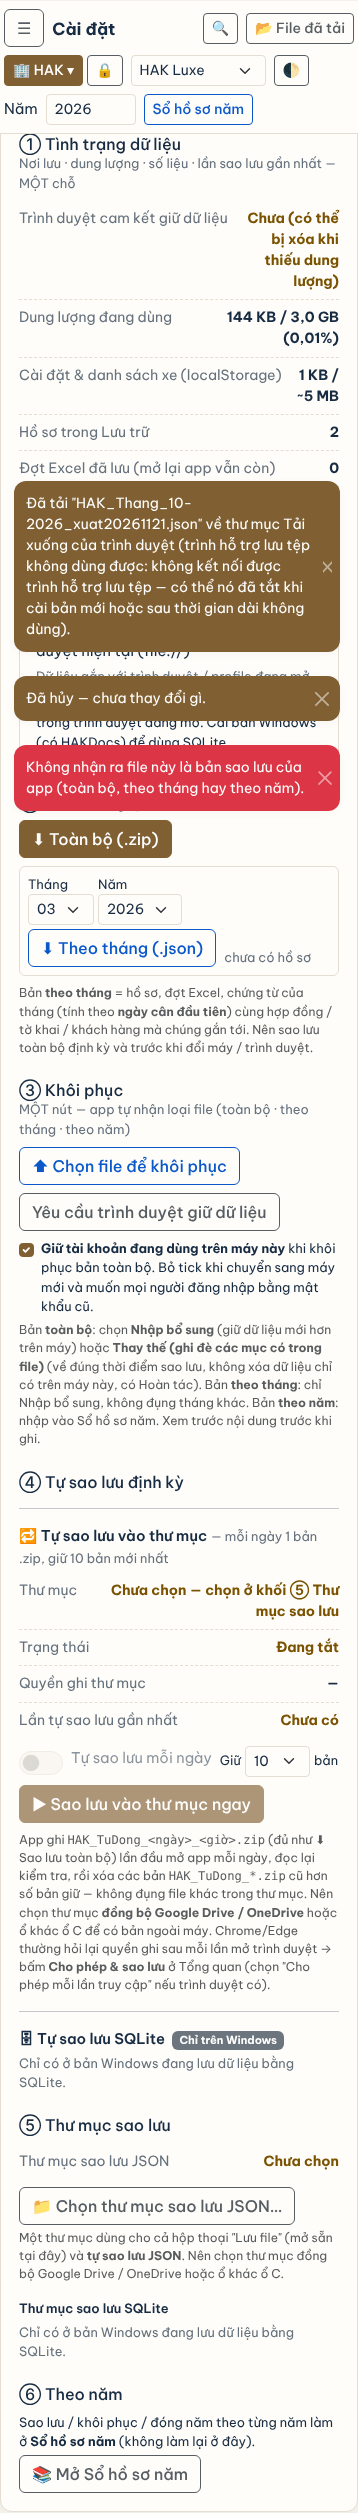 ☰ Cài đặt 🔍 📂 File đã tải
🏢 HAK ▾ 🔒 HAK Luxe 🌗
Năm 2026 Sổ hồ sơ năm
① Tình trạng dữ liệu
Nơi lưu · dung lượng · số liệu · lần sao lưu gần nhất —
MỘT chỗ
Trình duyệt cam kết giữ dữ liệu Chưa (có thể
bị xóa khi
thiếu dung
lượng)
Dung lượng đang dùng 144 KB / 3,0 GB
(0,01%)
Cài đặt & danh sách xe (localStorage) 1 KB /
~5 MB
Hồ sơ trong Lưu trữ 2
Đợt Excel đã lưu (mở lại app vẫn còn) 0
Đã tải "HAK_Thang_10-
2026_xuat20261121.json" về thư mục Tải
xuống của trình duyệt (trình hỗ trợ lưu tệp
không dùng được: không kết nối được
trình hỗ trợ lưu tệp — có thể nó đã tắt khi
cài bản mới hoặc sau thời gian dài không
dùng).
duyệt hiện tại (file://)
Dữ liệu gắn với trình duyệt / profile đang mở
Đã hủy — chưa thay đổi gì.
trong trình duyệt đang mở. Cài bản Windows
(có HAKDocs) để dùng SQLite.
Không nhận ra file này là bản sao lưu của
app (toàn bộ, theo tháng hay theo năm).
⬇ Toàn bộ (.zip)
Tháng Năm
03 2026
⬇ Theo tháng (.json) chưa có hồ sơ
Bản theo tháng = hồ sơ, đợt Excel, chứng từ của
tháng (tính theo ngày cân đầu tiên) cùng hợp đồng /
tờ khai / khách hàng mà chúng gắn tới. Nên sao lưu
toàn bộ định kỳ và trước khi đổi máy / trình duyệt.
③ Khôi phục
MỘT nút — app tự nhận loại file (toàn bộ · theo
tháng · theo năm)
⬆ Chọn file để khôi phục
Yêu cầu trình duyệt giữ dữ liệu
Giữ tài khoản đang dùng trên máy này khi khôi
phục bản toàn bộ. Bỏ tick khi chuyển sang máy
mới và muốn mọi người đăng nhập bằng mật
khẩu cũ.
Bản toàn bộ: chọn Nhập bổ sung (giữ dữ liệu mới hơn
trên máy) hoặc Thay thế (ghi đè các mục có trong
file) (về đúng thời điểm sao lưu, không xóa dữ liệu chỉ
có trên máy này, có Hoàn tác). Bản theo tháng: chỉ
Nhập bổ sung, không đụng tháng khác. Bản theo năm:
nhập vào Sổ hồ sơ năm. Xem trước nội dung trước khi
ghi.
④ Tự sao lưu định kỳ
🔁 Tự sao lưu vào thư mục — mỗi ngày 1 bản
.zip, giữ 10 bản mới nhất
Thư mục Chưa chọn — chọn ở khối ⑤ Thư
mục sao lưu
Trạng thái Đang tắt
Quyền ghi thư mục —
Lần tự sao lưu gần nhất Chưa có
Tự sao lưu mỗi ngày Giữ 10 bản
▶ Sao lưu vào thư mục ngay
App ghi HAK_TuDong_<ngày>_<giờ>.zip (đủ như ⬇
Sao lưu toàn bộ) lần đầu mở app mỗi ngày, đọc lại
kiểm tra, rồi xóa các bản HAK_TuDong_*.zip cũ hơn
số bản giữ — không đụng file khác trong thư mục. Nên
chọn thư mục đồng bộ Google Drive / OneDrive hoặc
ổ khác ổ C để có bản ngoài máy. Chrome/Edge
thường hỏi lại quyền ghi sau mỗi lần mở trình duyệt →
bấm Cho phép & sao lưu ở Tổng quan (chọn "Cho
phép mỗi lần truy cập" nếu trình duyệt có).
🗄 Tự sao lưu SQLite Chỉ trên Windows
Chỉ có ở bản Windows đang lưu dữ liệu bằng
SQLite.
⑤ Thư mục sao lưu
Thư mục sao lưu JSON Chưa chọn
📁 Chọn thư mục sao lưu JSON...
Một thư mục dùng cho cả hộp thoại "Lưu file" (mở sẵn
tại đây) và tự sao lưu JSON. Nên chọn thư mục đồng
bộ Google Drive / OneDrive hoặc ổ khác ổ C.
Thư mục sao lưu SQLite
Chỉ có ở bản Windows đang lưu dữ liệu bằng
SQLite.
⑥ Theo năm
Sao lưu / khôi phục / đóng năm theo từng năm làm
ở Sổ hồ sơ năm (không làm lại ở đây).
📚 Mở Sổ hồ sơ năm